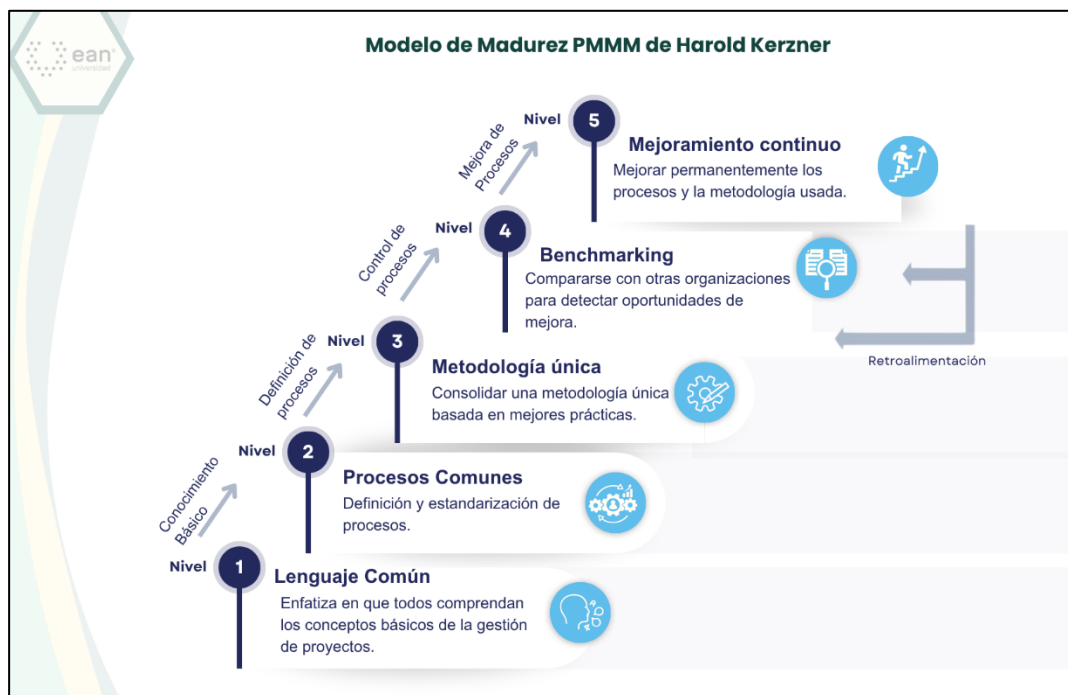 ean
universidad
Modelo de Madurez PMMM de Harold Kerzner
Nivel
5
Mejoramiento continuo
Mejorar permanentemente los
procesos y la metodología usada.
Mejora de
Procesos
Nivel
4
Benchmarking
Compararse con otras organizaciones
para detectar oportunidades de
mejora.
Control de
procesos
Retroalimentación
Nivel
3
Metodología única
Consolidar una metodología única
basada en mejores prácticas.
Definición de
procesos
Nivel
2
Procesos Comunes
Definición y estandarización de
procesos.
Conocimiento
Básico
Nivel
1
Lenguaje Común
Enfatiza en que todos comprendan
los conceptos básicos de la gestión
de proyectos.